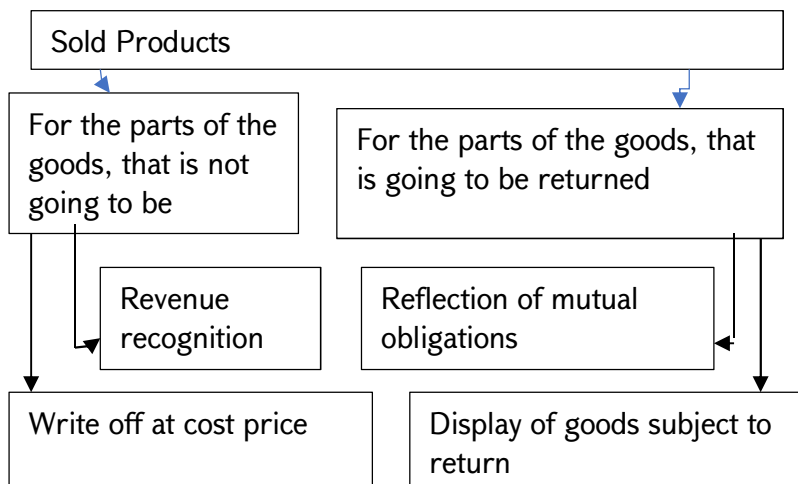 Sold Products
For the parts of the
goods, that is not
going to be
For the parts of the goods, that
is going to be returned
Revenue
recognition
Reflection of mutual
obligations
Write off at cost price
Display of goods subject to
return